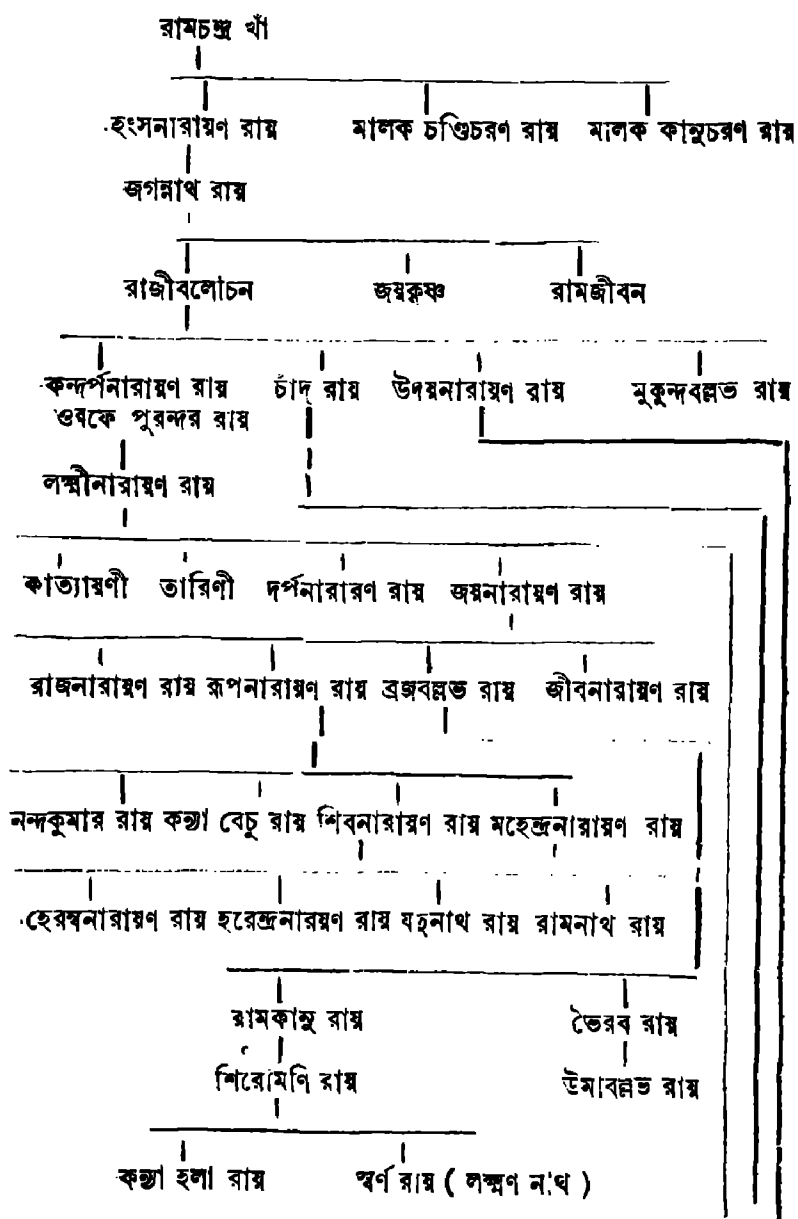 রামচন্দ্র খাঁ
হংসনারায়ণ রায় মালক চণ্ডিচরণ রায় মালক কানুচরণ রায়
জগন্নাথ রায়
রাজীবলোচন জয়কৃষ্ণ রামজীবন
কন্দর্পনারায়ণ রায় চাঁদ রায় উদয়নারায়ণ রায় মুকুন্দবল্লভ রায়
ওরফে পুরন্দর রায়
লক্ষ্মীনারায়ণ রায়
কাত্যায়ণী তারিণী দর্পনারারণ রায় জয়নারায়ণ রায়
রাজনারায়ণ রায় রূপনারায়ণ রায় ব্রজবল্লভ রায় জীবনারায়ণ রায়
নন্দকুমার রায় কন্তা বেচু রায় শিবনারায়ণ রায় মহেন্দ্রনারায়ণ রায়
হেরম্বনারায়ণ রায় হরেন্দ্রনারয়ণ রায় যদুনাথ রায় রামনাথ রায়
রামকানু রায় ভৈরব রায়
শিরোমণি রায় উমাবল্লভ রায়
কন্তা হলা রায় স্বর্ণ রায় ( লক্ষ্মণ নাথ )